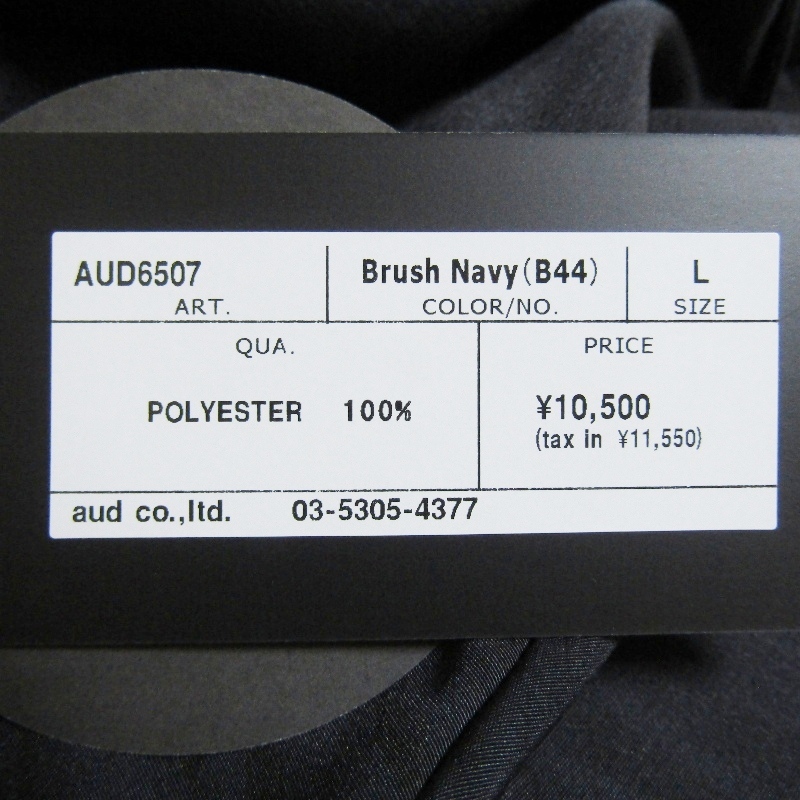 AUD6507 Brush Navy(B44) L
ART. COLOR/NO. SIZE
QUA. PRICE
POLYESTER 100% ¥10,500
(tax in ¥11,550)
aud co.,ltd. 03-5305-4377